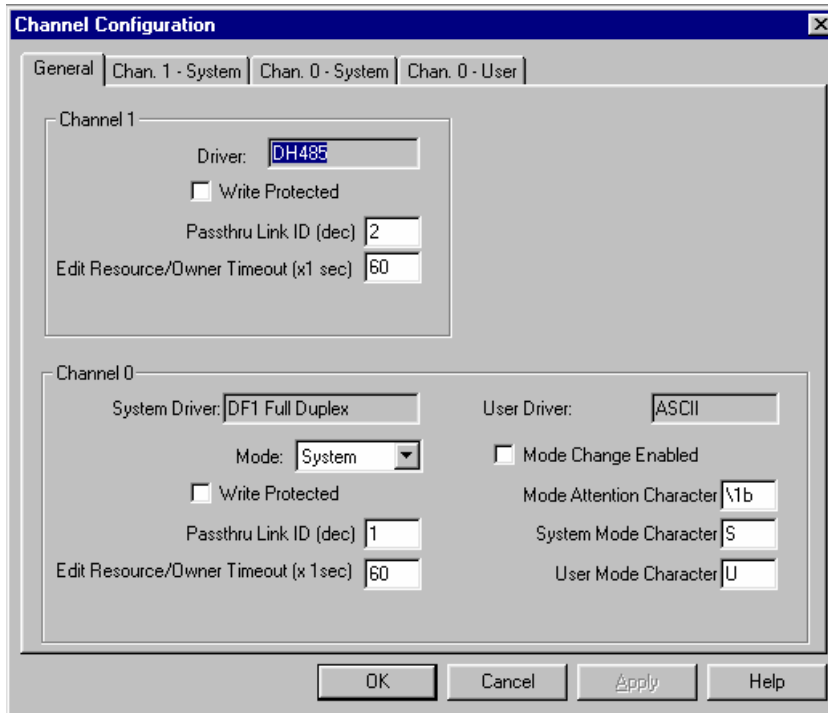 Channel Configuration
General
Chan. 1 - System
Chan. 0 - System
Chan. 0 - User
Channel 1
Driver: DH485
Write Protected
Passthru Link ID (dec) 2
Edit Resource/Owner Timeout (x1 sec) 60
Channel 0
System Driver: DF1 Full Duplex
User Driver: ASCII
Mode: System
Mode Change Enabled
Write Protected
Mode Attention Character \1b
Passthru Link ID (dec) 1
System Mode Character S
Edit Resource/Owner Timeout (x 1sec) 60
User Mode Character U
OK
Cancel
Apply
Help